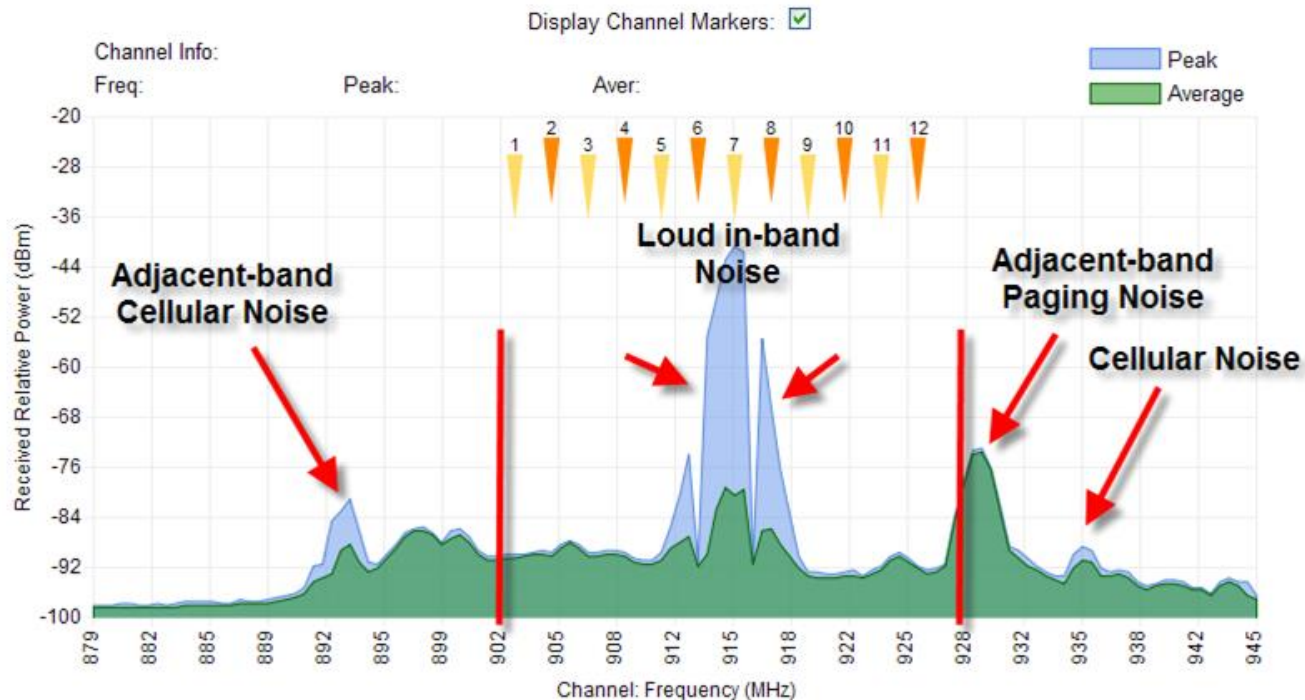 Display Channel Markers:
Channel Info:
Freq:
Peak:
Aver:
Peak
Average
-20
-28
-36
-44
-52
-60
-68
-76
-84
-92
-100
Received Relative Power (dBm)
1
2
3
4
5
6
7
8
9
10
11
12
Adjacent-band
Cellular Noise
Loud in-band
Noise
Adjacent-band
Paging Noise
Cellular Noise
879
882
885
889
892
895
899
902
905
908
912
915
918
922
925
928
932
935
938
942
945
Channel: Frequency (MHz)